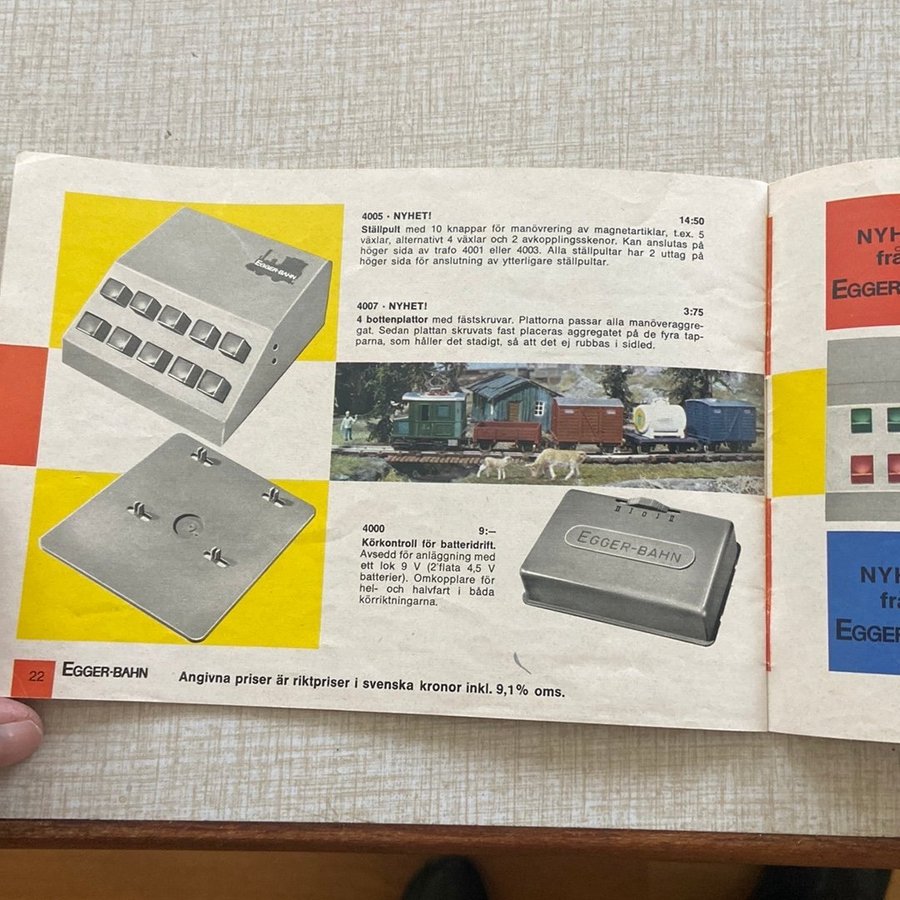 4005 · NYHET!
14:50
Ställpult med 10 knappar för manövrering av magnetartiklar, t.ex. 5
växlar, alternativt 4 växlar och 2 avkopplingsskenor. Kan anslutas på
höger sida av trafo 4001 eller 4003. Alla ställpultar har 2 uttag på
höger sida för anslutning av ytterligare ställpultar.
EGGER-BAHN
4007 · NYHET!
3:75
4 bottenplattor med fästskruvar. Plattorna passar alla manöveraggre-
gat. Sedan plattan skruvats fast placeras aggregatet på de fyra tap-
parna, som håller det stadigt, så att det ej rubbas i sidled.
4000
9:–
Körkontroll för batteridrift.
Avsedd för anläggning med
ett lok 9 V (2 flata 4,5 V
batterier). Omkopplare för
hel- och halvfart i båda
körriktningarna.
II I O I II
EGGER-BAHN
22
EGGER-BAHN
Angivna priser är riktpriser i svenska kronor inkl. 9,1% oms.
NYH
frå
EGGER
NYH
frå
EGGER